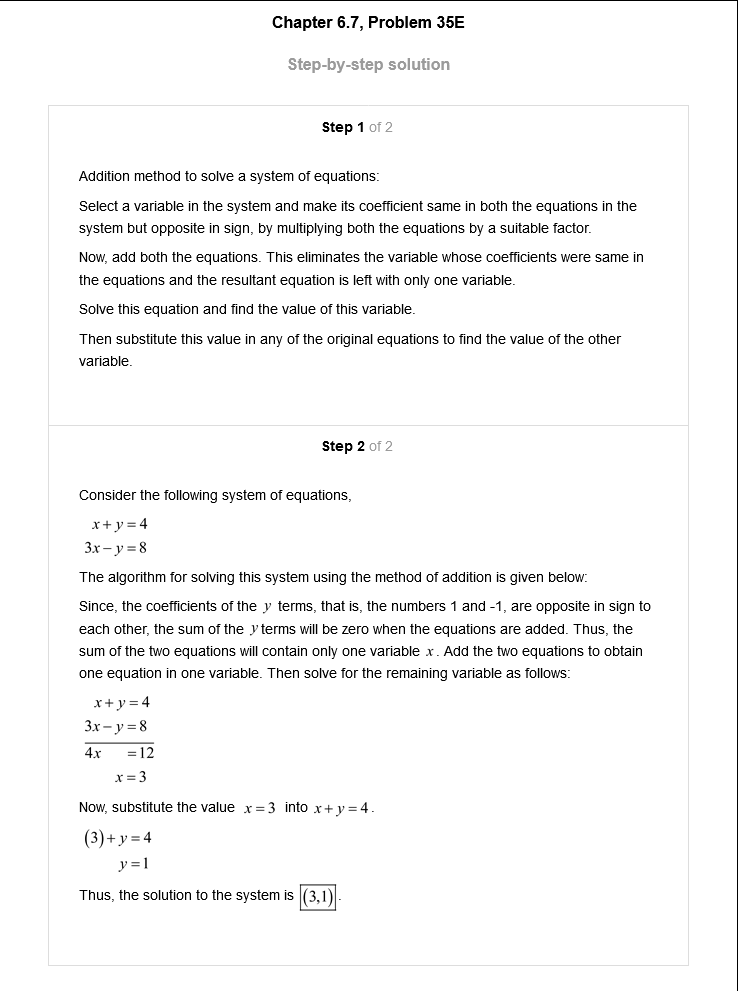 Chapter 6.7, Problem 35E
Step-by-step solution
Step 1 of 2
Addition method to solve a system of equations:
Select a variable in the system and make its coefficient same in both the equations in the
system but opposite in sign, by multiplying both the equations by a suitable factor.
Now, add both the equations. This eliminates the variable whose coefficients were same in
the equations and the resultant equation is left with only one variable.
Solve this equation and find the value of this variable.
Then substitute this value in any of the original equations to find the value of the other
variable.
Step 2 of 2
Consider the following system of equations,
x + y = 4
3x − y = 8
The algorithm for solving this system using the method of addition is given below:
Since, the coefficients of the y terms, that is, the numbers 1 and -1, are opposite in sign to
each other, the sum of the y terms will be zero when the equations are added. Thus, the
sum of the two equations will contain only one variable x. Add the two equations to obtain
one equation in one variable. Then solve for the remaining variable as follows:
x + y = 4
3x − y = 8
4x = 12
x = 3
Now, substitute the value x = 3 into x + y = 4.
(3) + y = 4
y = 1
Thus, the solution to the system is (3,1).